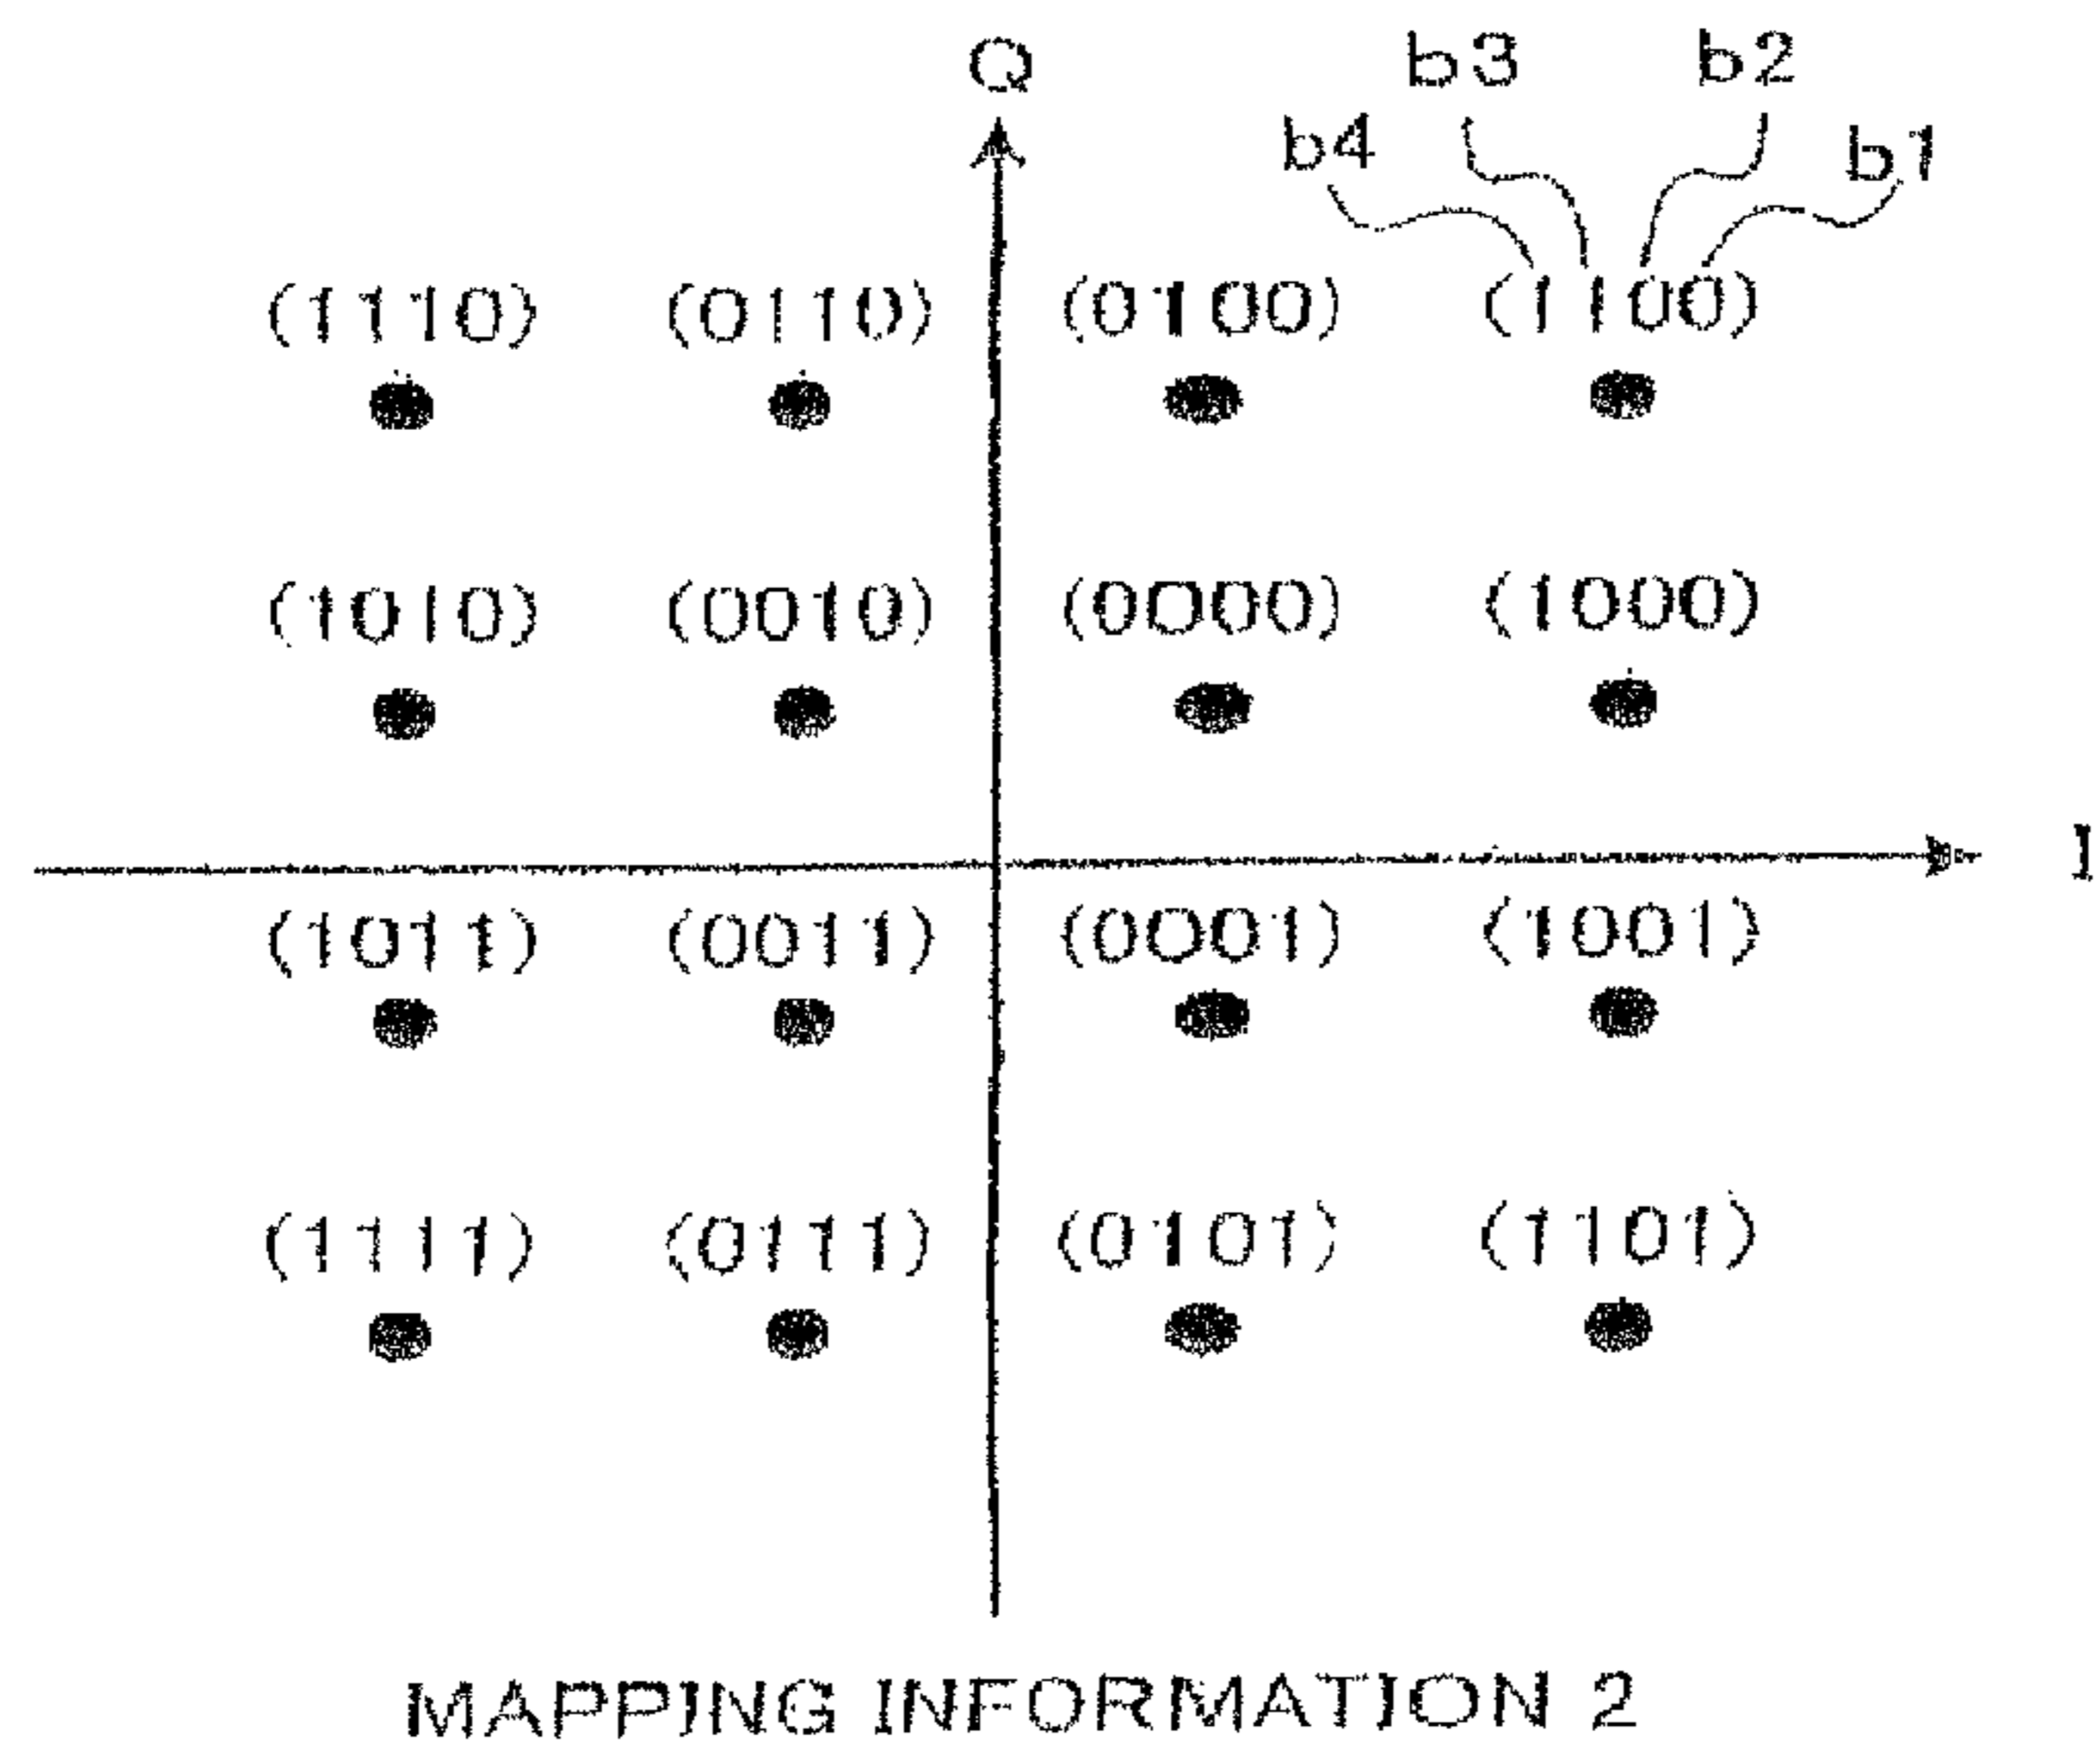 Q
b3 b2
b4 b1
(1110) (0110) (0100) (1100)
(1010) (0010) (0000) (1000)
I
(1011) (0011) (0001) (1001)
(1111) (0111) (0101) (1101)
MAPPING INFORMATION 2